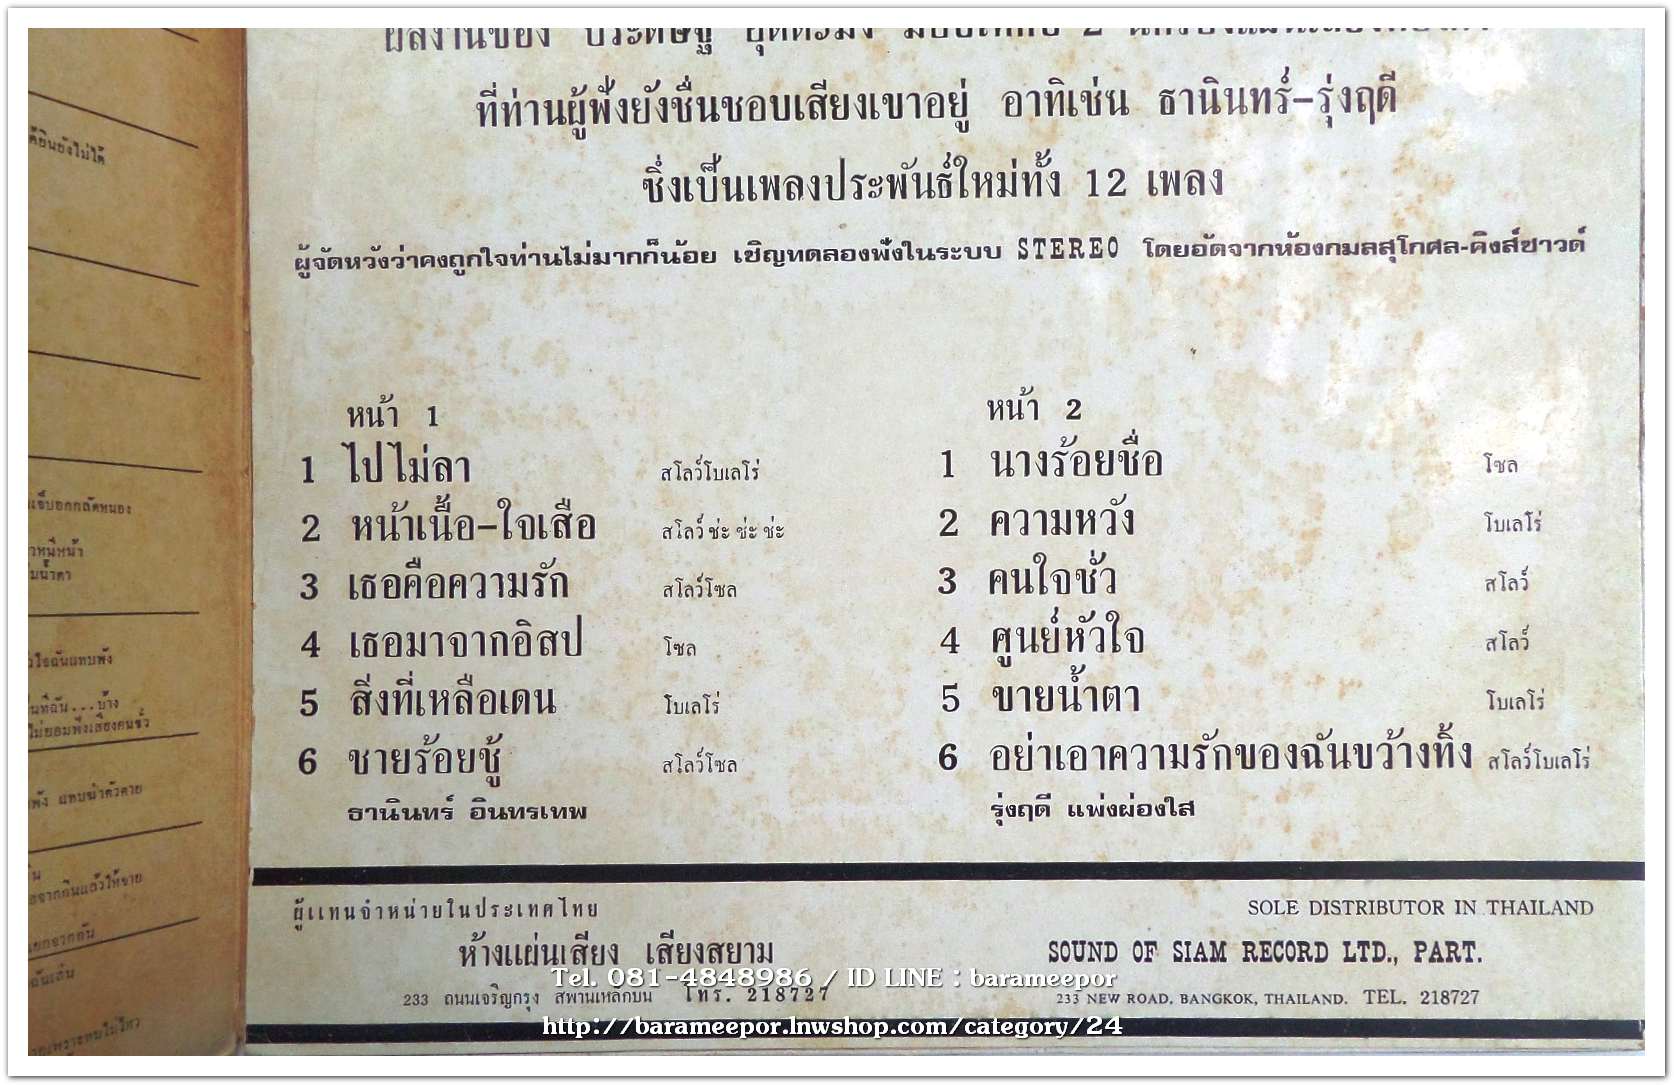 ผลงานของ ประดิษฐ์ อุตตะมัง
ที่ท่านผู้ฟังยังชื่นชอบเสียงเขาอยู่ อาทิเช่น ธานินทร์-รุ่งฤดี
ซึ่งเป็นเพลงประพันธ์ใหม่ทั้ง 12 เพลง
ผู้จัดหวังว่าคงถูกใจท่านไม่มากก็น้อย เชิญทดลองฟังในระบบ STEREO โดยอัดจากห้องกมลสุโกศล-คิงส์ซาวด์
หน้า 1
1 ไปไม่ลา สโลว์โบเลโร่
2 หน้าเนื้อ-ใจเสือ สโลว์ ช่ะ ช่ะ ช่ะ
3 เธอคือความรัก สโลว์โซล
4 เธอมาจากอิสป โซล
5 สิ่งที่เหลือเดน โบเลโร่
6 ชายร้อยชู้ สโลว์โซล
ธานินทร์ อินทรเทพ
หน้า 2
1 นางร้อยชื่อ โซล
2 ความหวัง โบเลโร่
3 คนใจชั่ว สโลว์
4 ศูนย์หัวใจ สโลว์
5 ขายน้ำตา โบเลโร่
6 อย่าเอาความรักของฉันขว้างทิ้ง สโลว์โบเลโร่
รุ่งฤดี แพ่งผ่องใส
ผู้แทนจำหน่ายในประเทศไทย
ห้างแผ่นเสียง เสียงสยาม
233 ถนนเจริญกรุง สพานเหล็กบน โทร. 218727
SOLE DISTRIBUTOR IN THAILAND
SOUND OF SIAM RECORD LTD., PART.
233 NEW ROAD, BANGKOK, THAILAND. TEL. 218727
Tel. 081-4848986 / ID LINE : barameepor
http://barameepor.lnwshop.com/category/24